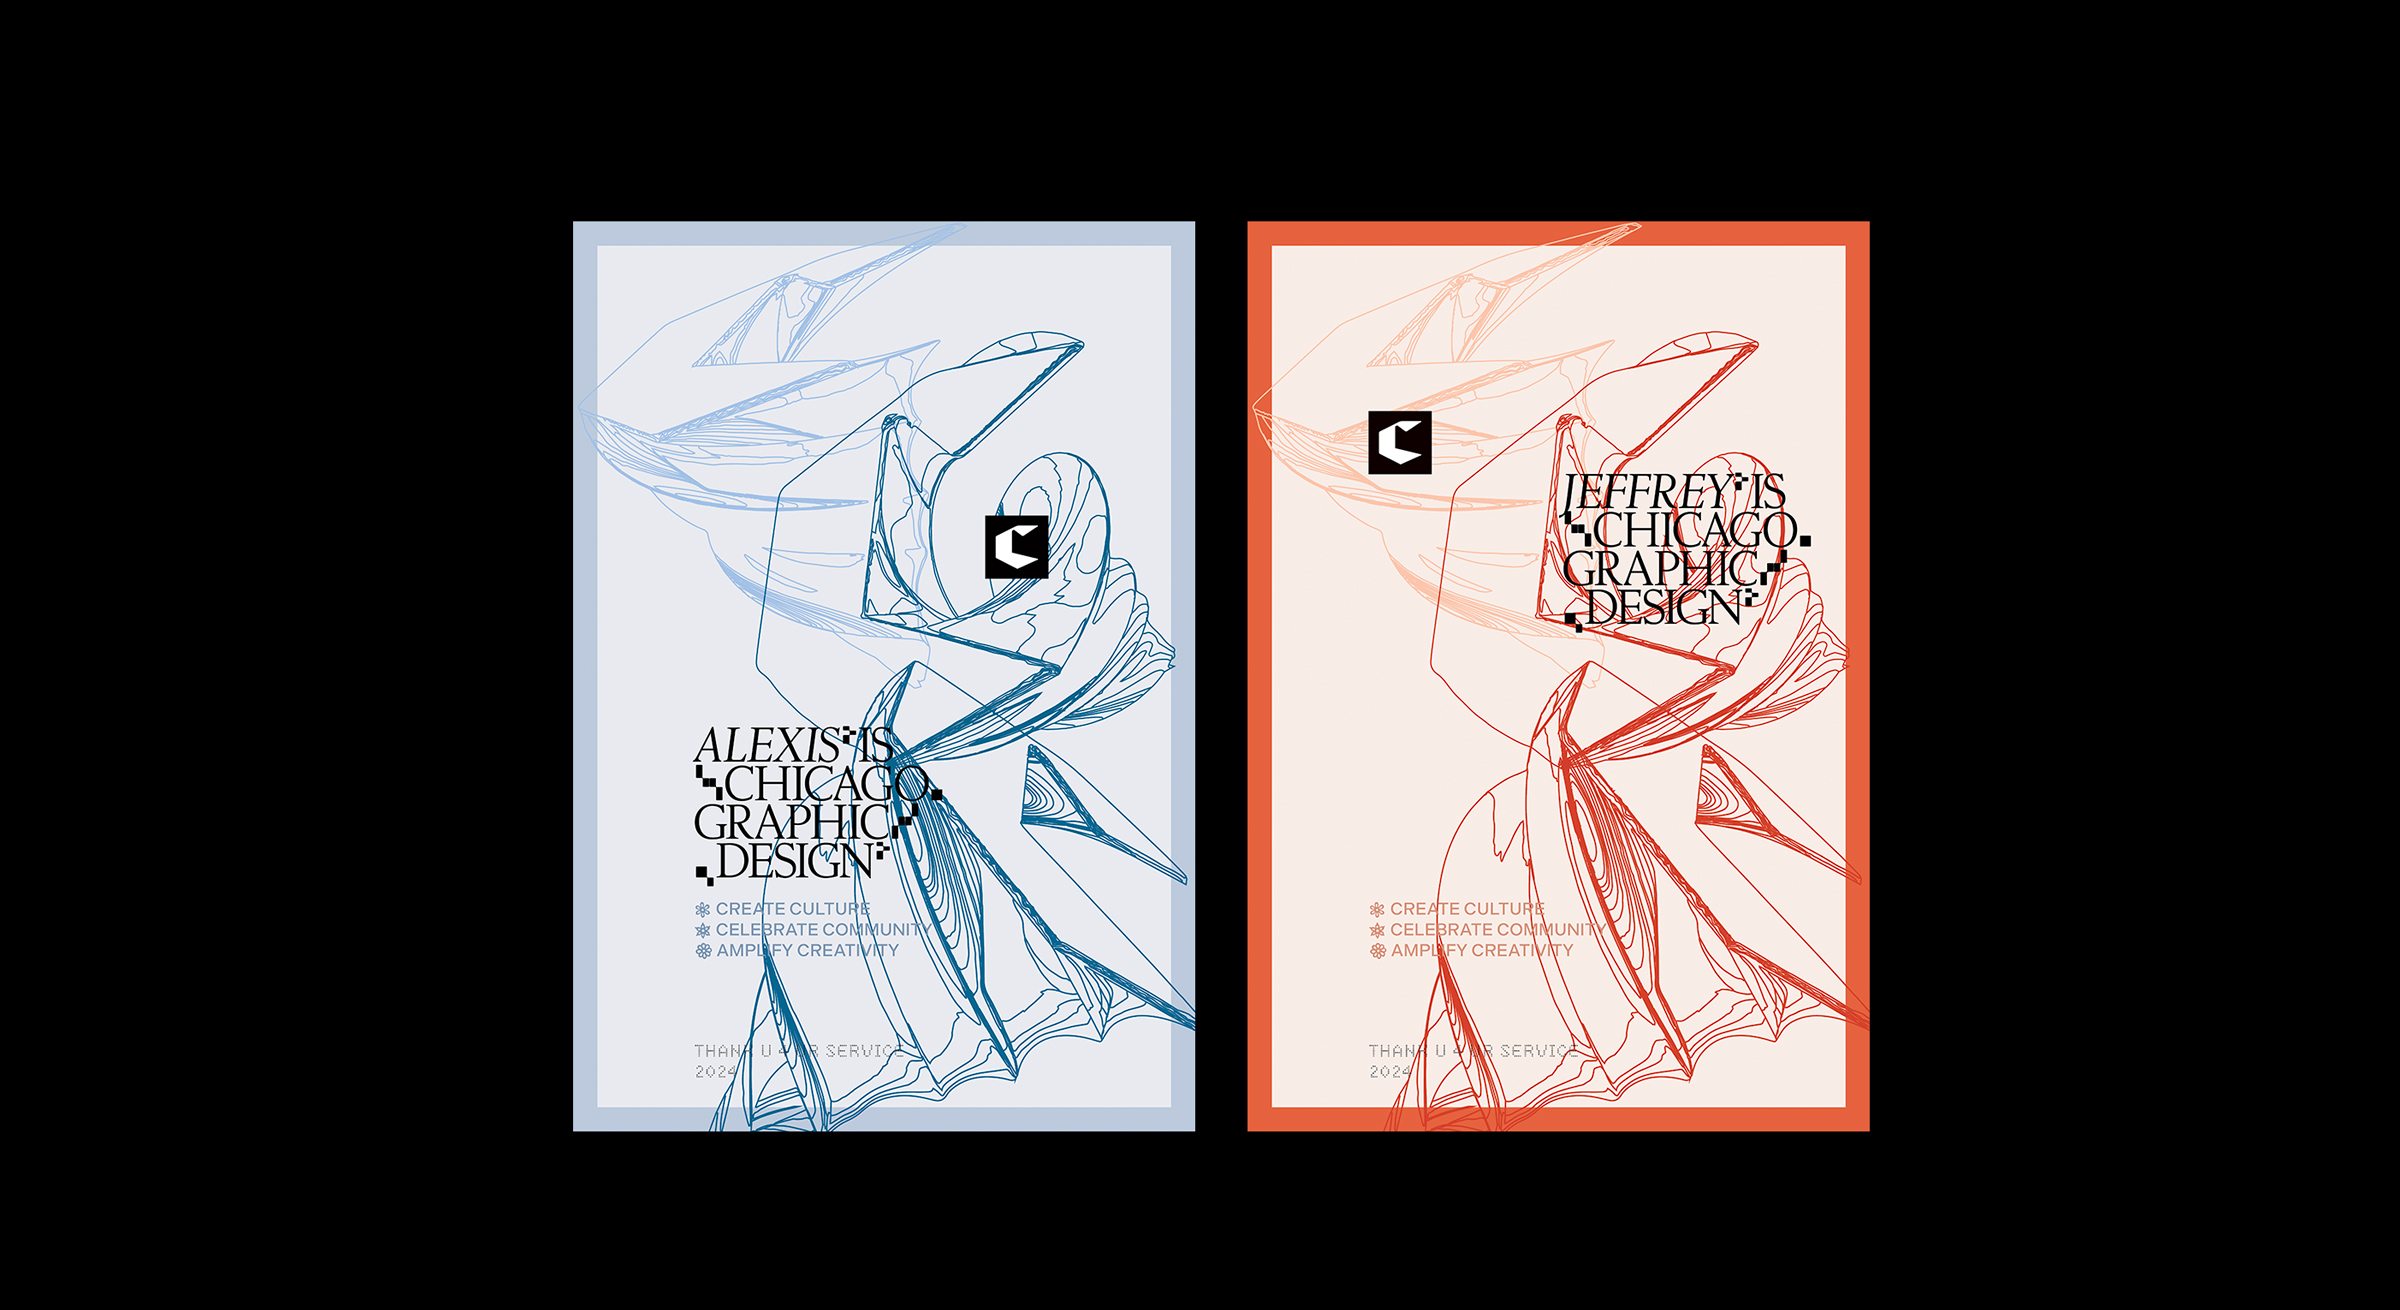 ALEXIS IS
CHICAGO
GRAPHIC
DESIGN
CREATE CULTURE
CELEBRATE COMMUNITY
AMPLIFY CREATIVITY
THANK U 4 UR SERVICE
2024
JEFFREY IS
CHICAGO
GRAPHIC
DESIGN
CREATE CULTURE
CELEBRATE COMMUNITY
AMPLIFY CREATIVITY
THANK U 4 UR SERVICE
2024